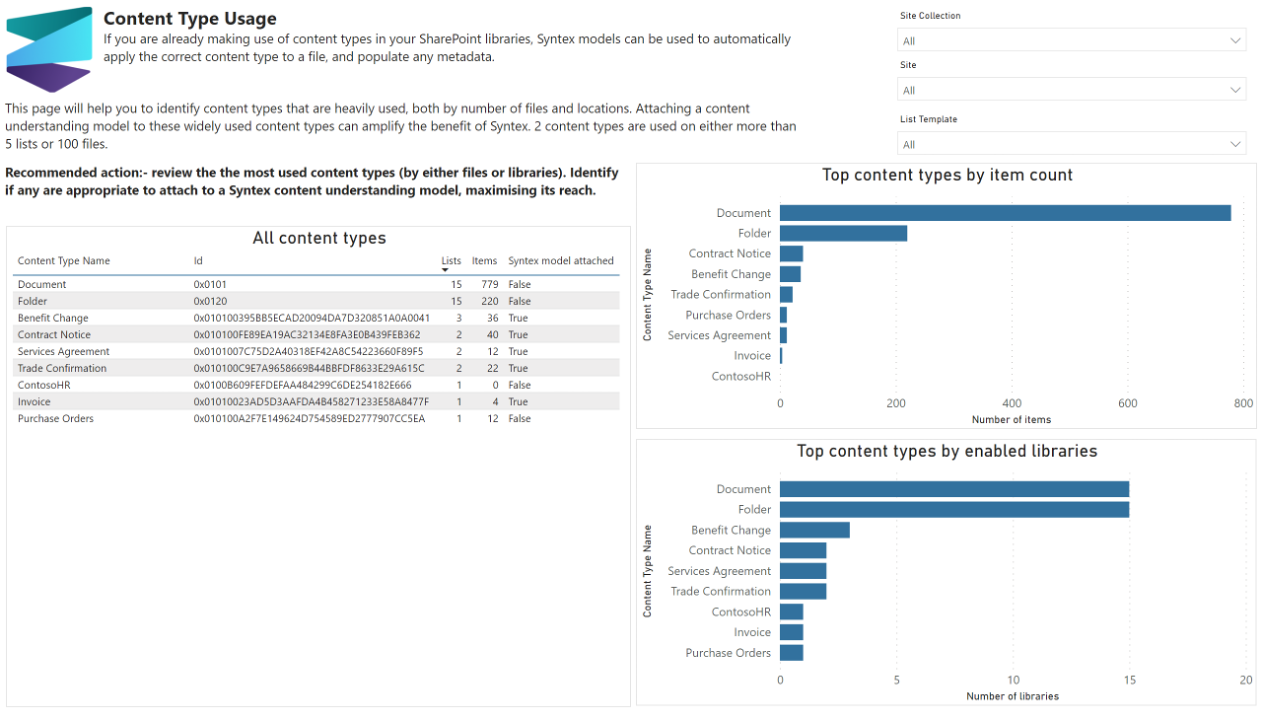 Content Type Usage
If you are already making use of content types in your SharePoint libraries, Syntex models can be used to automatically
apply the correct content type to a file, and populate any metadata.
This page will help you to identify content types that are heavily used, both by number of files and locations. Attaching a content
understanding model to these widely used content types can amplify the benefit of Syntex. 2 content types are used on either more than
5 lists or 100 files.
Recommended action:- review the the most used content types (by either files or libraries). Identify
if any are appropriate to attach to a Syntex content understanding model, maximising its reach.
Site Collection
All
Site
All
List Template
All
All content types
Content Type Name Id Lists Items Syntex model attached
Document 0x0101 15 779 False
Folder 0x0120 15 220 False
Benefit Change 0x010100395BB5ECAD20094DA7D320851A0A0041 3 36 True
Contract Notice 0x010100FEB9EA19AC32134E8FA3E0B439FEB362 2 40 True
Services Agreement 0x0101007C75D2A40318EF42A8C54223660F89F5 2 12 True
Trade Confirmation 0x010100C9E7A9658669B44BBFDF8633E29A615C 2 22 True
ContosoHR 0x0100B609FEFDEFAA484299C6DE254182E666 1 0 False
Invoice 0x01010023AD5D3AAFDA4B458271233E58A8477F 1 4 True
Purchase Orders 0x010100A2F7E149624D754589ED2777907CC5EA 1 12 False
Top content types by item count
Content Type Name
Document
Folder
Contract Notice
Benefit Change
Trade Confirmation
Purchase Orders
Services Agreement
Invoice
ContosoHR
0 200 400 600 800
Number of items
Top content types by enabled libraries
Content Type Name
Document
Folder
Benefit Change
Contract Notice
Services Agreement
Trade Confirmation
ContosoHR
Invoice
Purchase Orders
0 5 10 15 20
Number of libraries